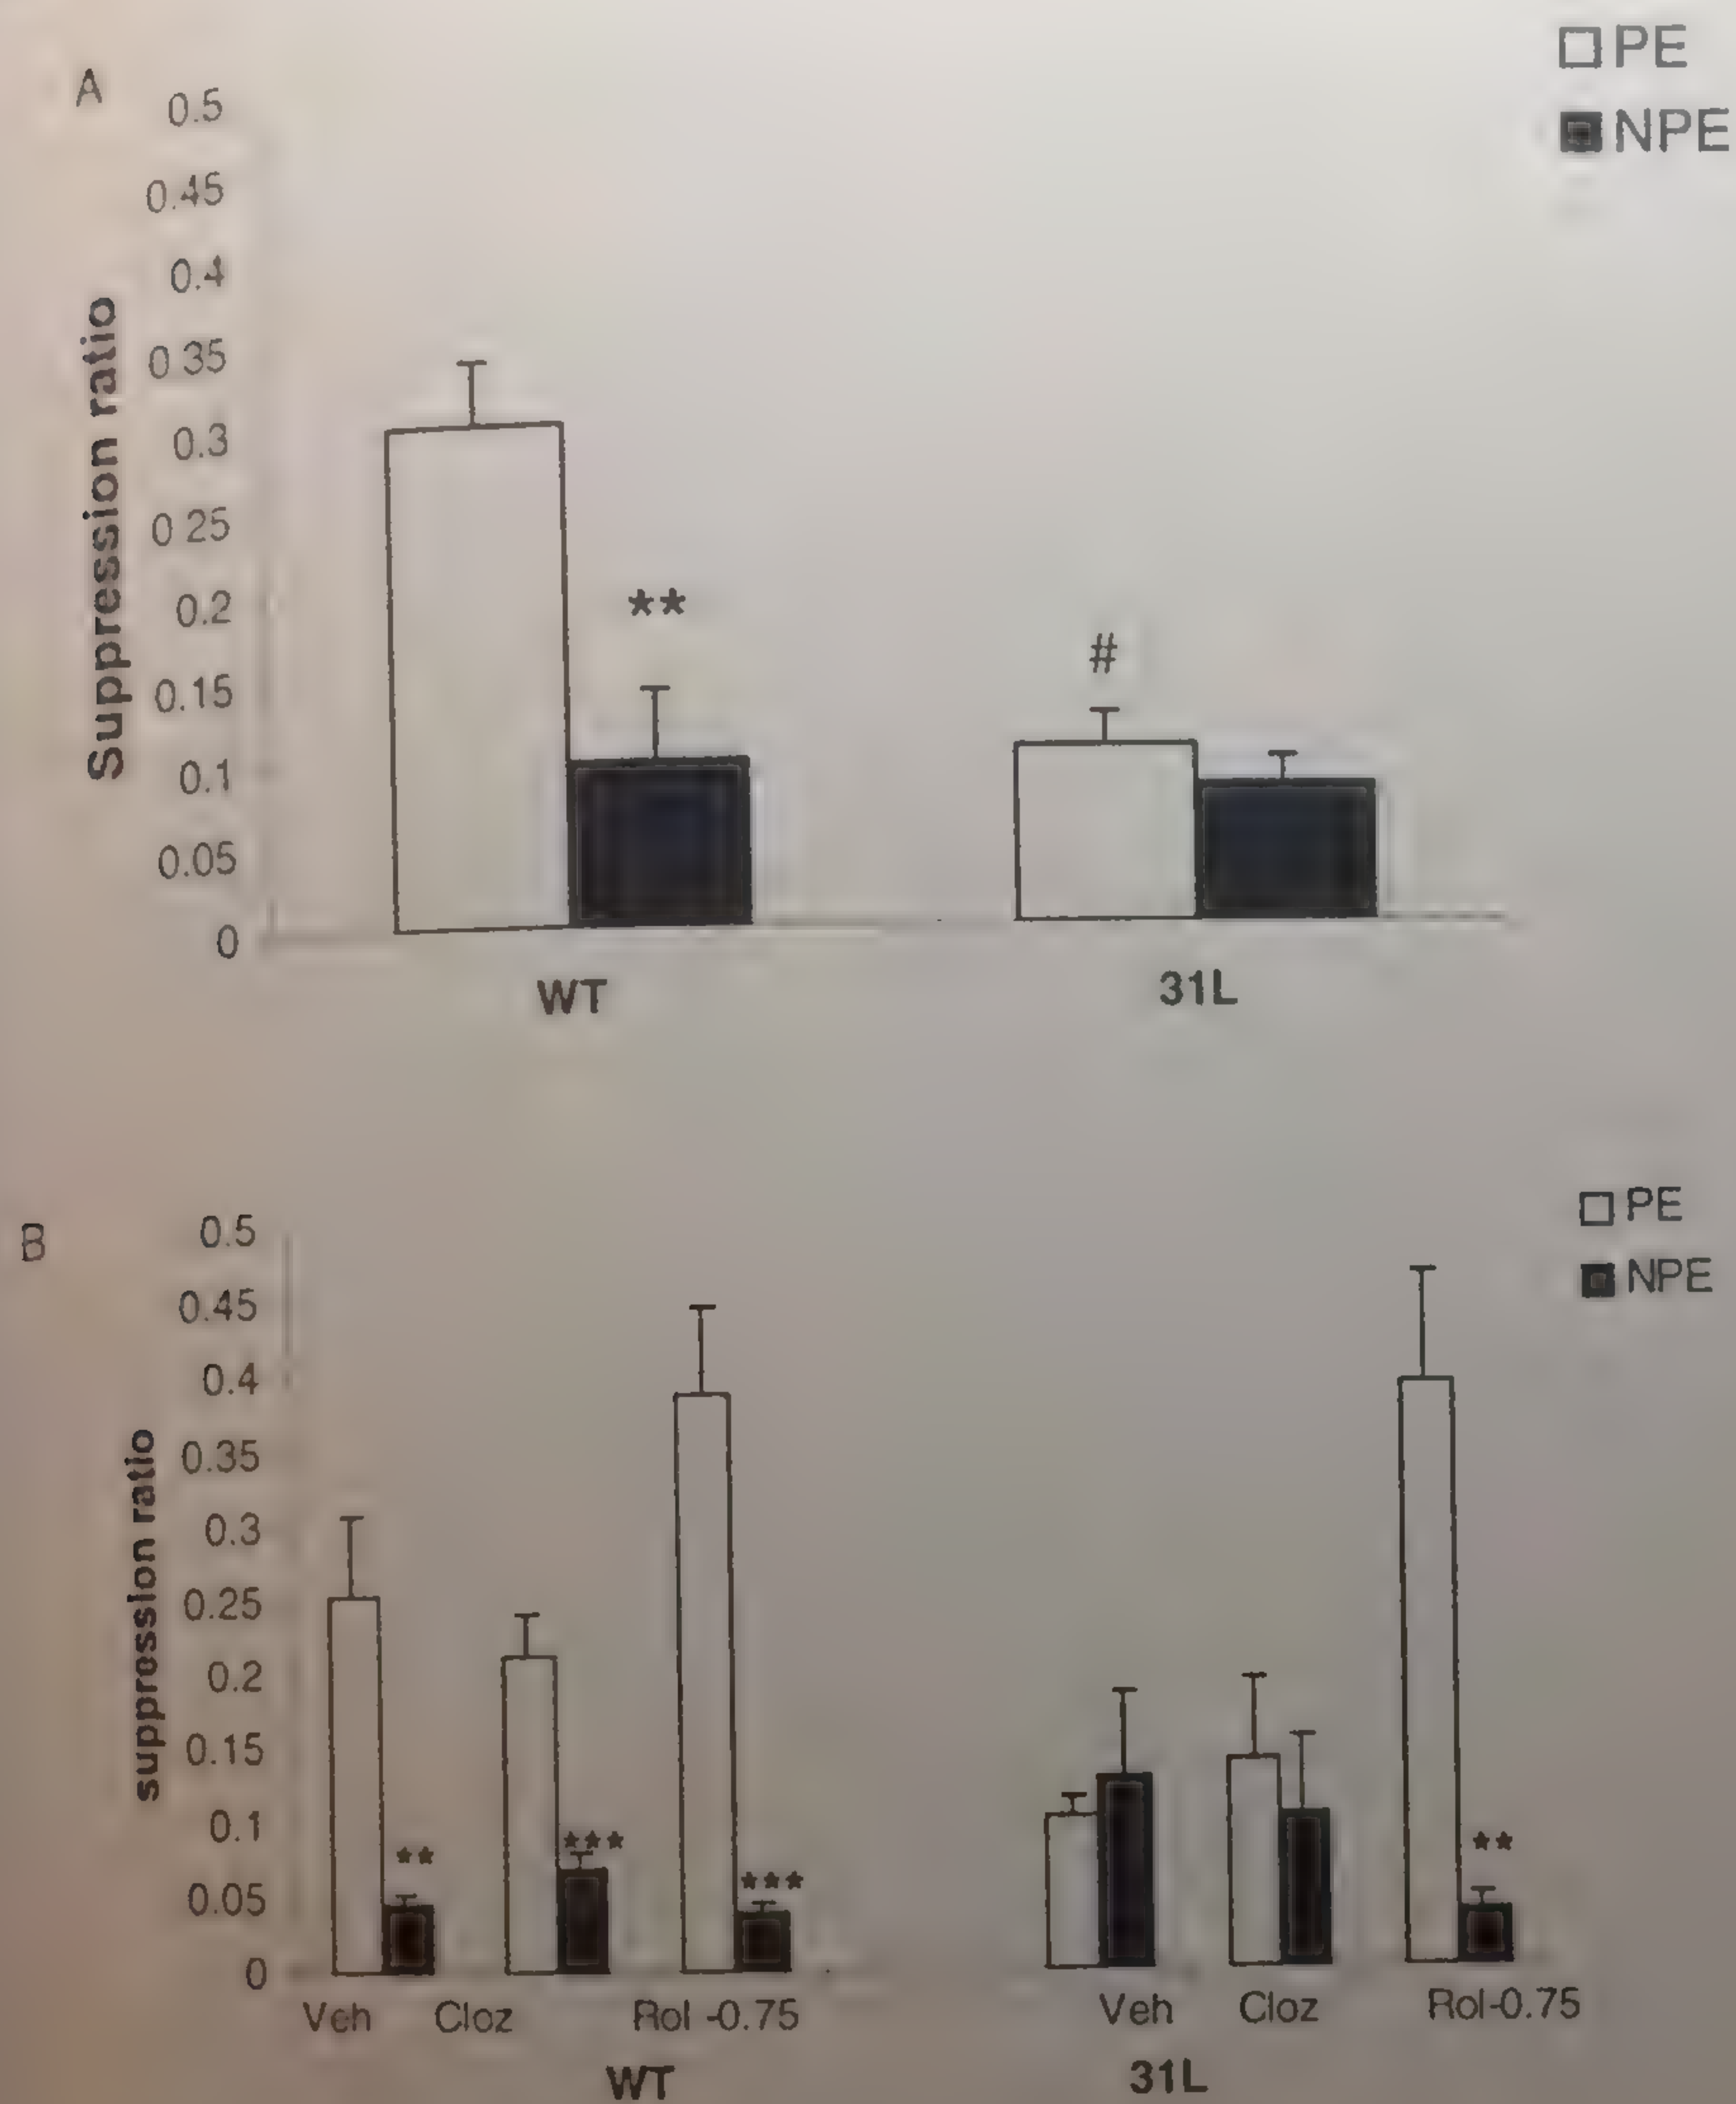 PE
NPE
A
0.5
0.45
0.4
0 35
0.3
0 25
0.2
0.15
0.1
0.05
0
Suppression ratio
**
#
WT 31L
PE
NPE
B
0.5
0.45
0.4
0.35
0.3
0.25
0.2
0.15
0.1
0.05
0
suppression ratio
**
***
***
**
Veh Cloz Rol -0.75 Veh Cloz Rol-0.75
WT 31L